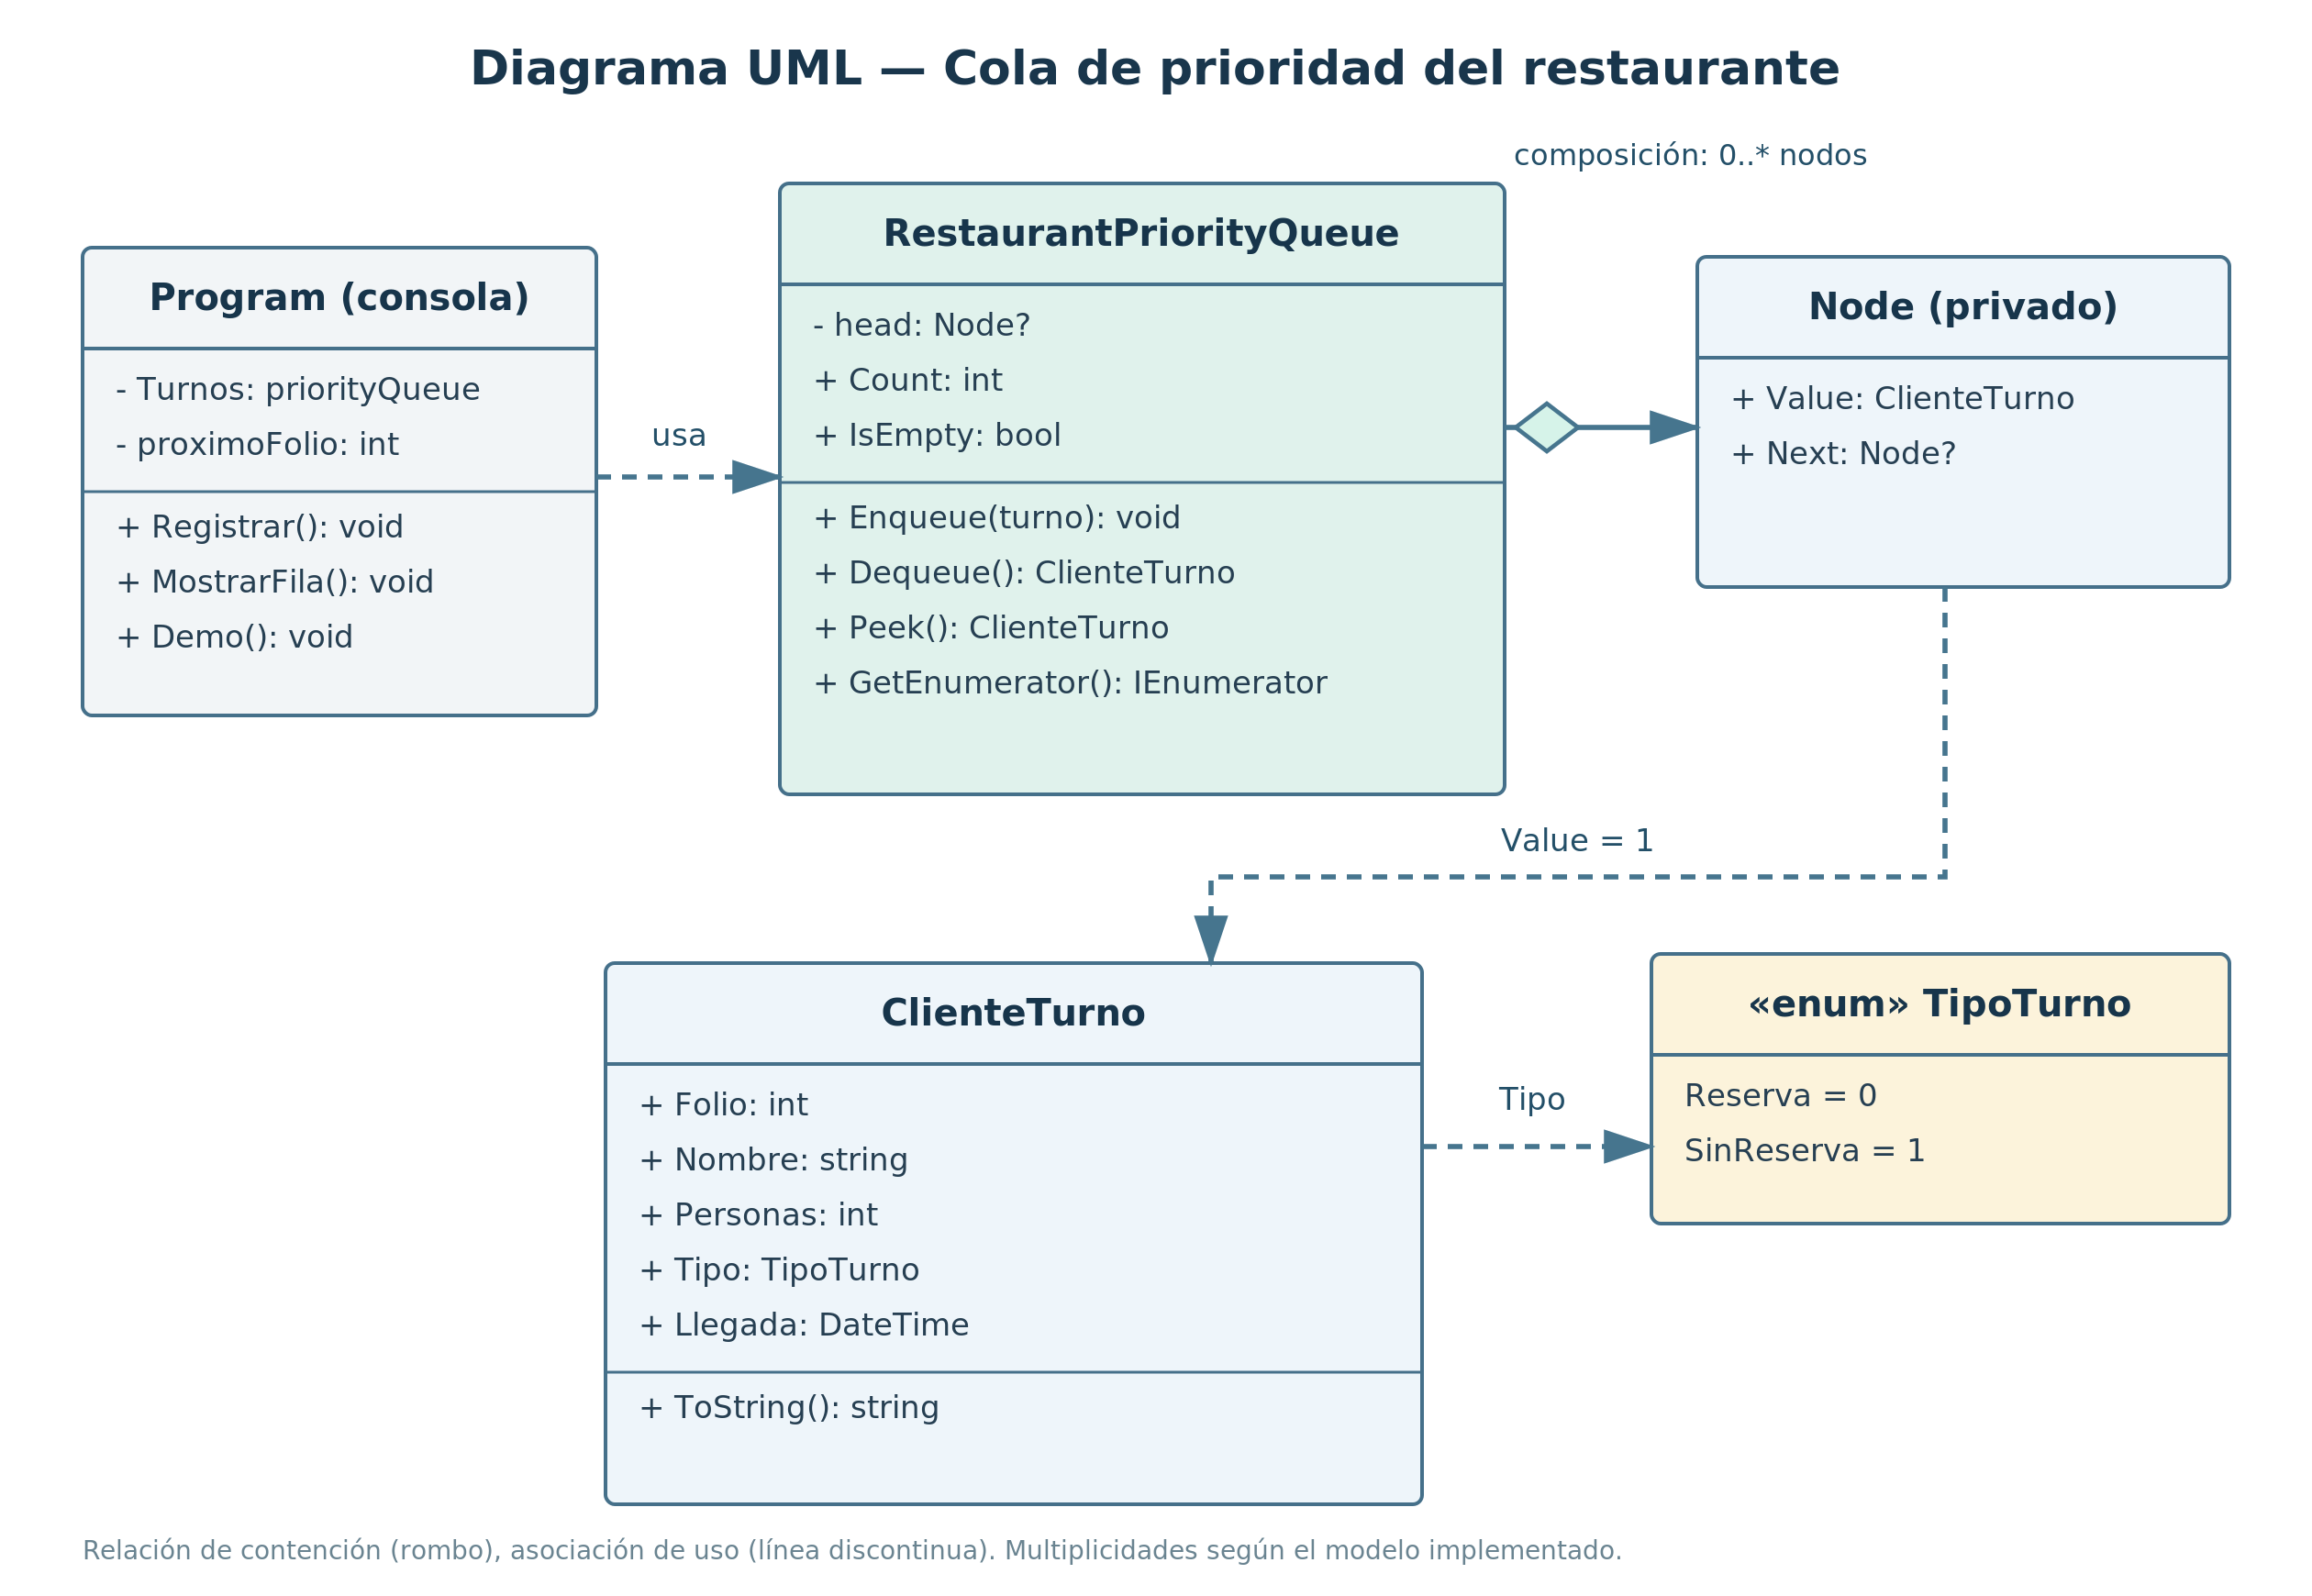 Diagrama UML — Cola de prioridad del restaurante
composición: 0..* nodos
Program (consola)
- Turnos: priorityQueue
- proximoFolio: int
+ Registrar(): void
+ MostrarFila(): void
+ Demo(): void
usa
RestaurantPriorityQueue
- head: Node?
+ Count: int
+ IsEmpty: bool
+ Enqueue(turno): void
+ Dequeue(): ClienteTurno
+ Peek(): ClienteTurno
+ GetEnumerator(): IEnumerator
Node (privado)
+ Value: ClienteTurno
+ Next: Node?
Value = 1
ClienteTurno
+ Folio: int
+ Nombre: string
+ Personas: int
+ Tipo: TipoTurno
+ Llegada: DateTime
+ ToString(): string
Tipo
«enum» TipoTurno
Reserva = 0
SinReserva = 1
Relación de contención (rombo), asociación de uso (línea discontinua). Multiplicidades según el modelo implementado.